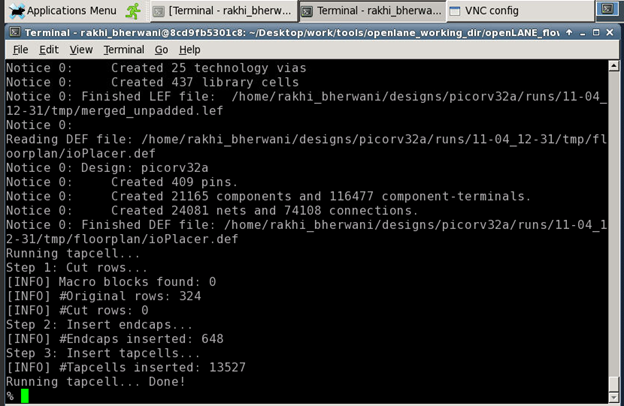 Applications Menu
[Terminal - rakhi_bherw...
Terminal - rakhi_bherwa...
VNC config
Terminal - rakhi_bherwani@8cd9fb5301c8: ~/Desktop/work/tools/openlane_working_dir/openLANE_flow
File Edit View Terminal Go Help
Notice 0:     Created 25 technology vias
Notice 0:     Created 437 library cells
Notice 0: Finished LEF file:  /home/rakhi_bherwani/designs/picorv32a/runs/11-04_
12-31/tmp/merged_unpadded.lef
Notice 0:
Reading DEF file: /home/rakhi_bherwani/designs/picorv32a/runs/11-04_12-31/tmp/fl
oorplan/ioPlacer.def
Notice 0: Design: picorv32a
Notice 0:     Created 409 pins.
Notice 0:     Created 21165 components and 116477 component-terminals.
Notice 0:     Created 24081 nets and 74108 connections.
Notice 0: Finished DEF file: /home/rakhi_bherwani/designs/picorv32a/runs/11-04_1
2-31/tmp/floorplan/ioPlacer.def
Running tapcell...
Step 1: Cut rows...
[INFO] Macro blocks found: 0
[INFO] #Original rows: 324
[INFO] #Cut rows: 0
Step 2: Insert endcaps...
[INFO] #Endcaps inserted: 648
Step 3: Insert tapcells...
[INFO] #Tapcells inserted: 13527
Running tapcell... Done!
%